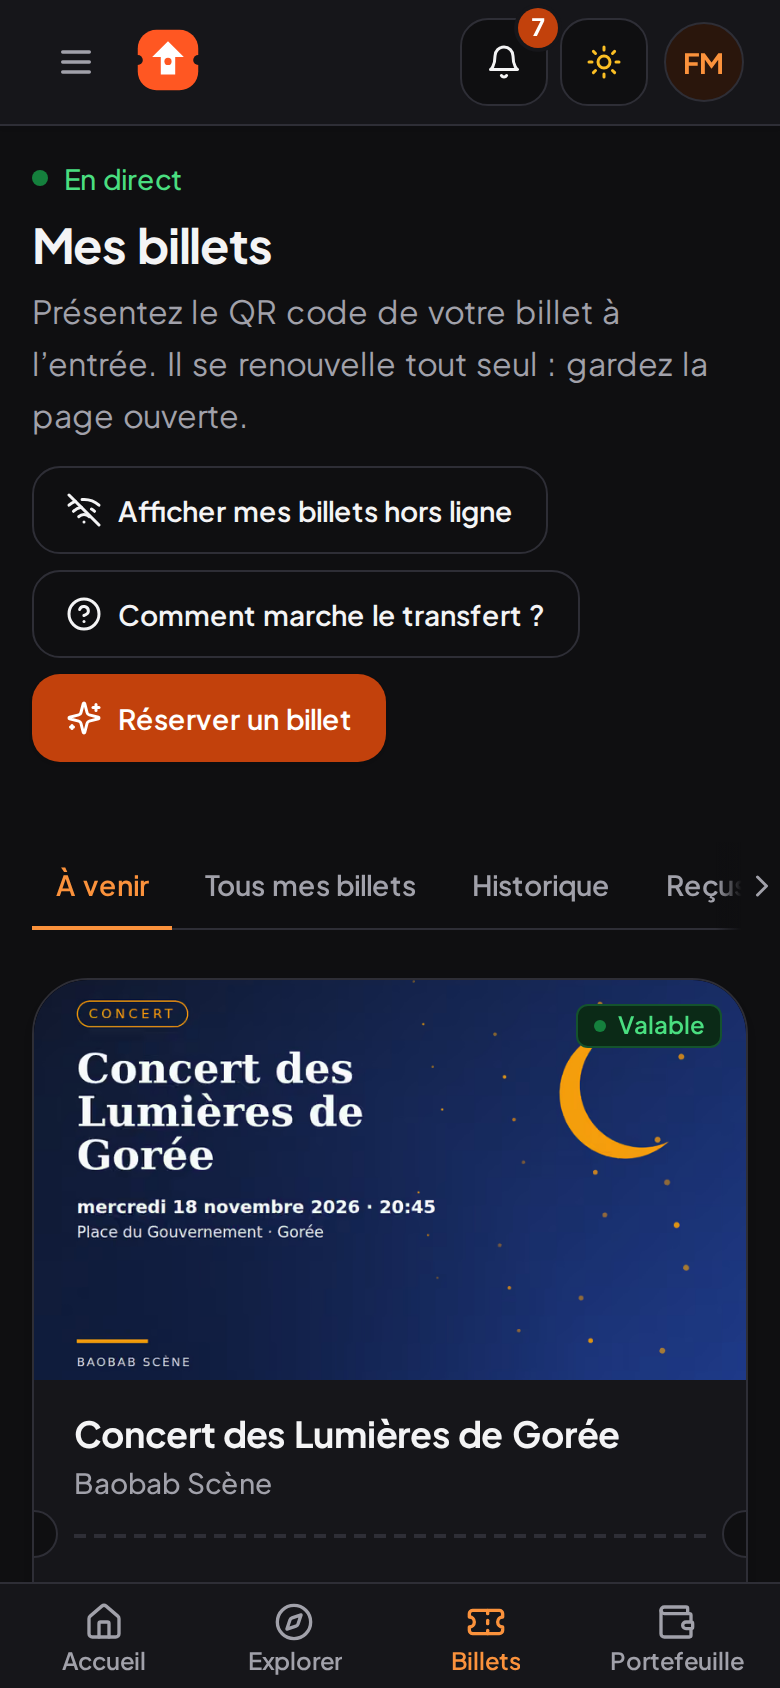 7
FM
En direct
Mes billets
Présentez le QR code de votre billet à
l’entrée. Il se renouvelle tout seul : gardez la
page ouverte.
Afficher mes billets hors ligne
Comment marche le transfert ?
Réserver un billet
À venir Tous mes billets Historique Reçus
CONCERT
Valable
Concert des
Lumières de
Gorée
mercredi 18 novembre 2026 · 20:45
Place du Gouvernement · Gorée
BAOBAB SCÈNE
Concert des Lumières de Gorée
Baobab Scène
Accueil Explorer Billets Portefeuille